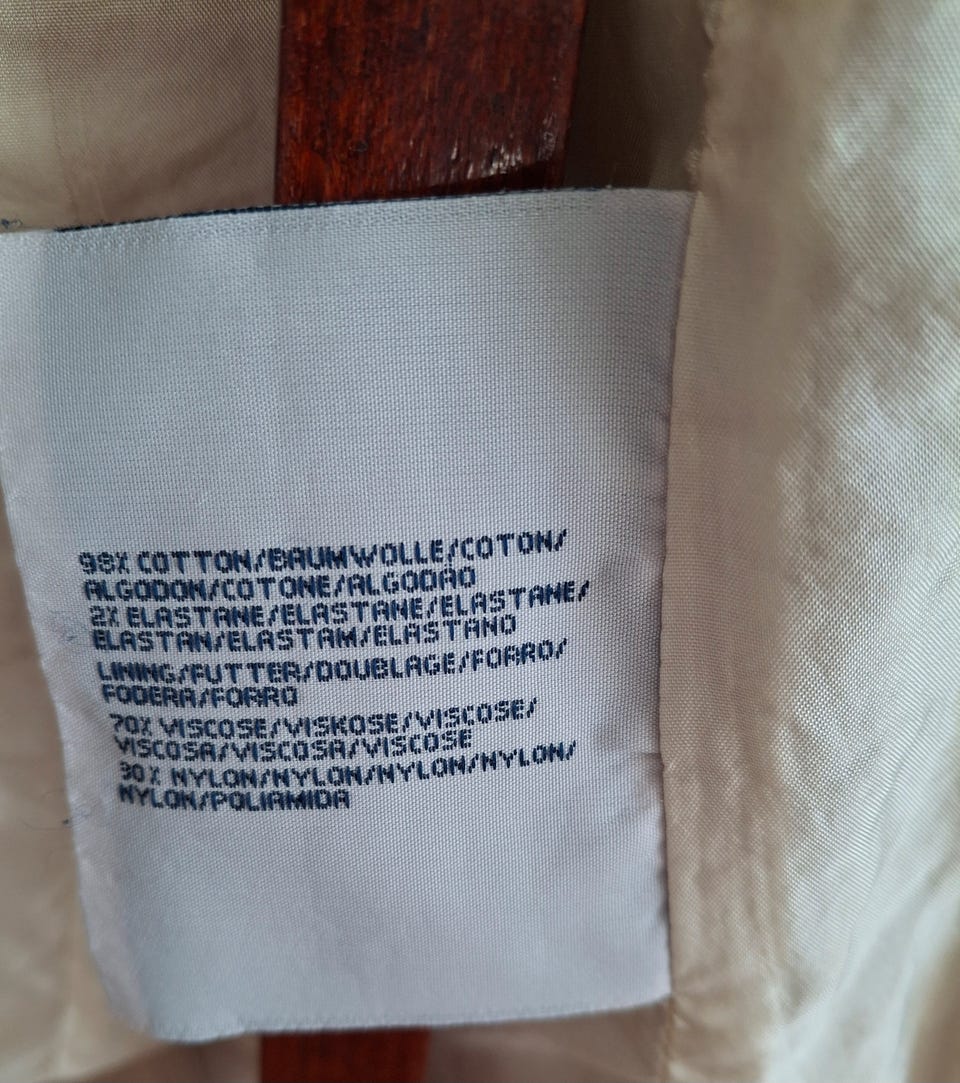 98% COTTON/BAUMWOLLE/COTON/
ALGODON/COTONE/ALGODAO
2% ELASTANE/ELASTANE/ELASTANE/
ELASTAN/ELASTAM/ELASTANO
LINING/FUTTER/DOUBLAGE/FORRO/
FODERA/FORRO
70% VISCOSE/VISKOSE/VISCOSE/
VISCOSA/VISCOSA/VISCOSE
30% NYLON/NYLON/NYLON/NYLON/
NYLON/POLIAMIDA